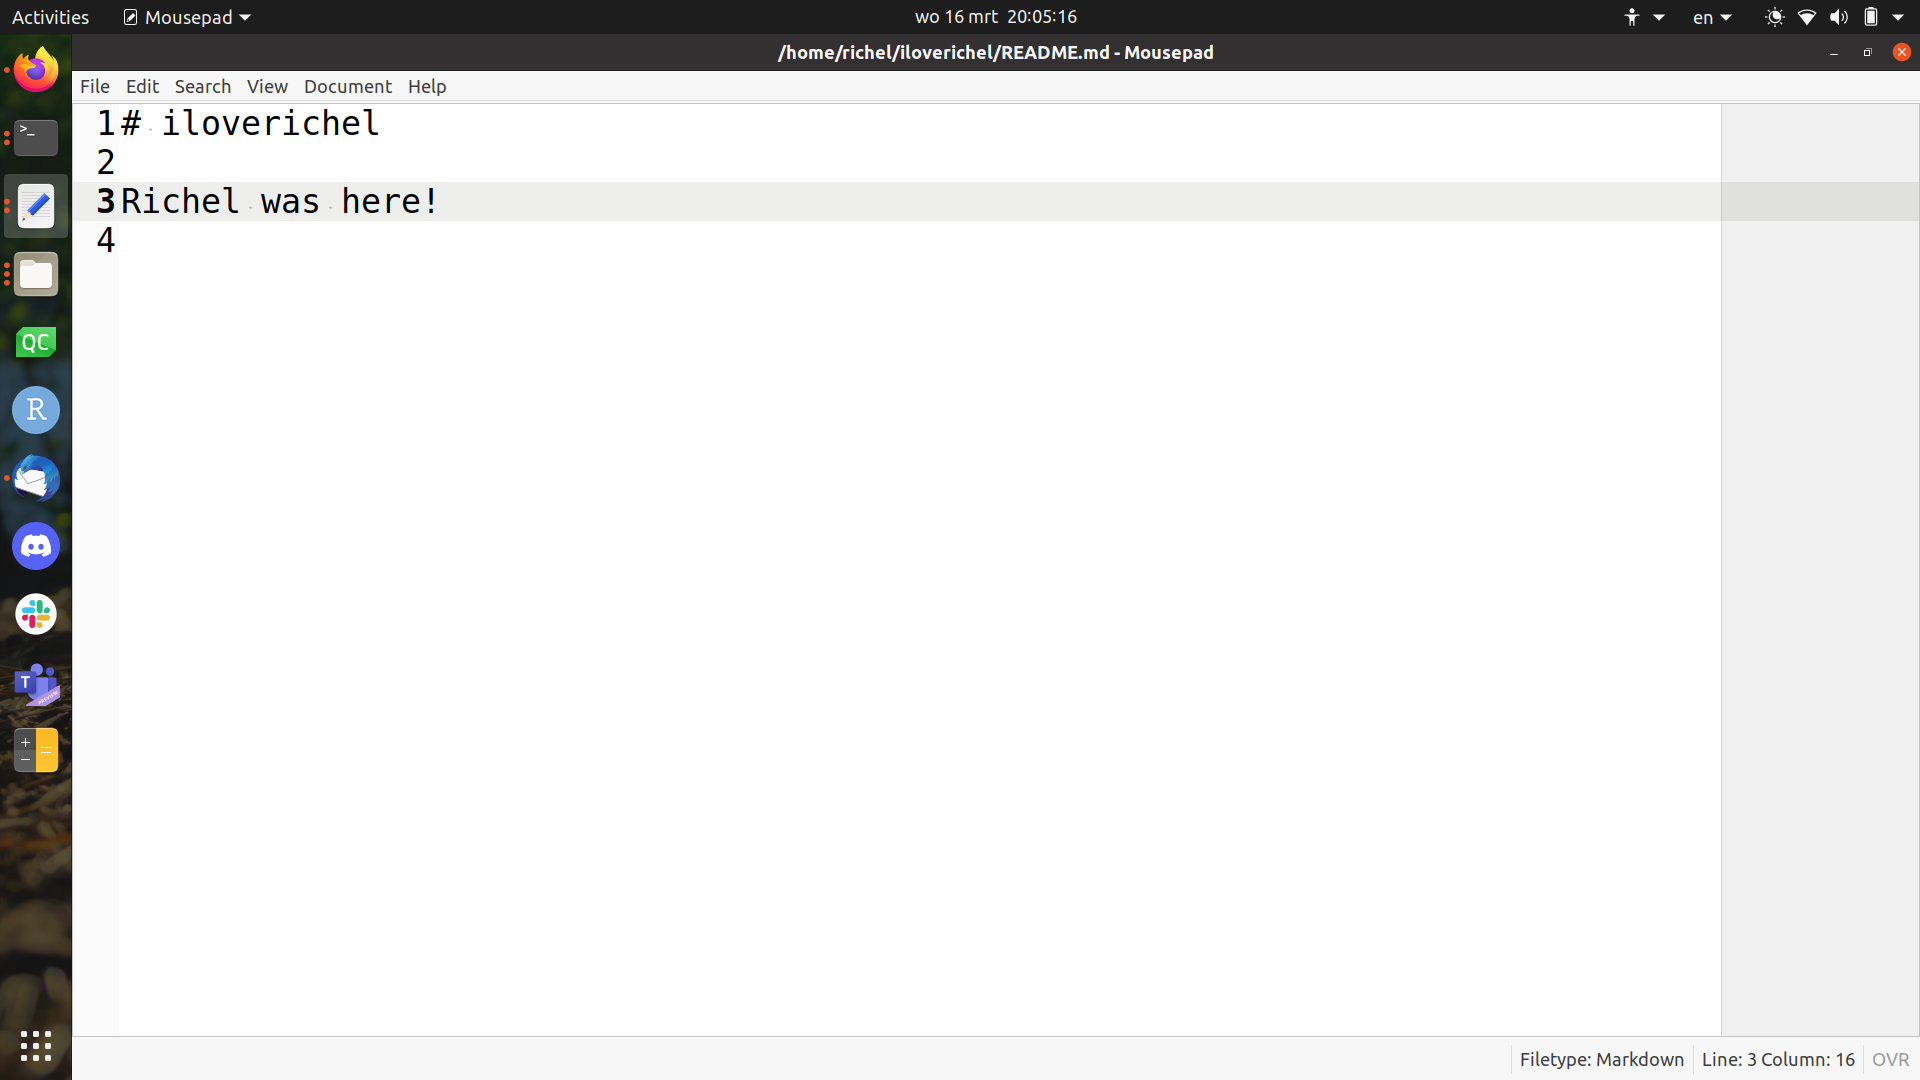 Activities Mousepad wo 16 mrt 20:05:16 en
/home/richel/iloverichel/README.md - Mousepad
File Edit Search View Document Help
1 # iloverichel
2
3 Richel was here!
4
>_
QC
R
T
PREVIEW
+ =
−
Filetype: Markdown Line: 3 Column: 16 OVR